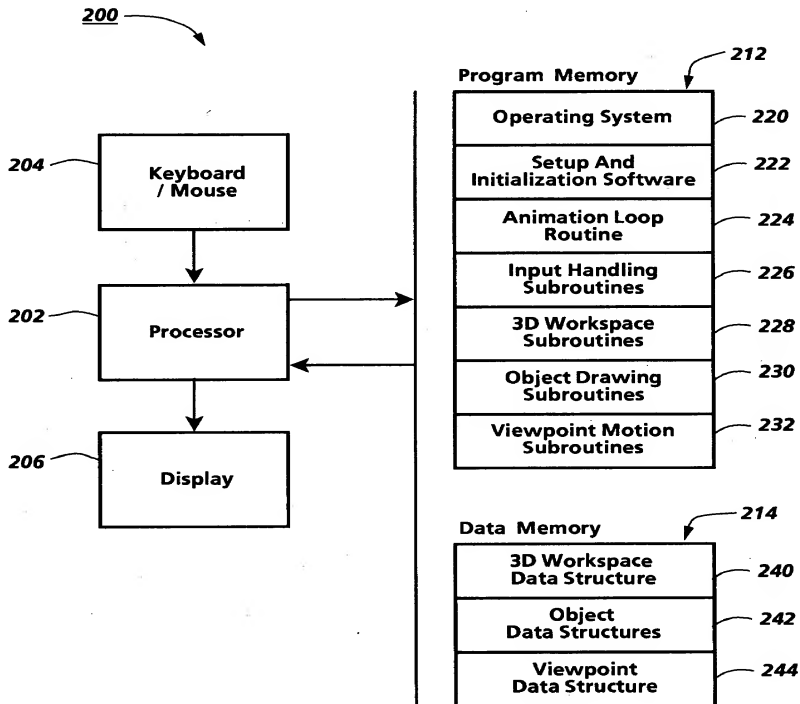 200
204
Keyboard
/ Mouse
202
Processor
206
Display
212
Program Memory
Operating System
220
Setup And
Initialization Software
222
Animation Loop
Routine
224
Input Handling
Subroutines
226
3D Workspace
Subroutines
228
Object Drawing
Subroutines
230
Viewpoint Motion
Subroutines
232
214
Data Memory
3D Workspace
Data Structure
240
Object
Data Structures
242
Viewpoint
Data Structure
244